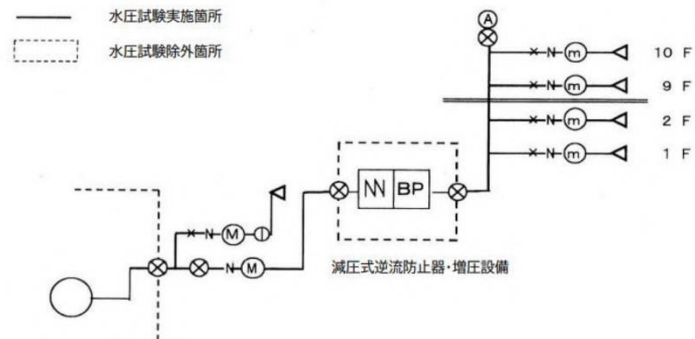 水圧試験実施箇所
水圧試験除外箇所
A
N m 10 F
N m 9 F
N m 2 F
N m 1 F
NN BP
N M
N M
減圧式逆流防止器・増圧設備